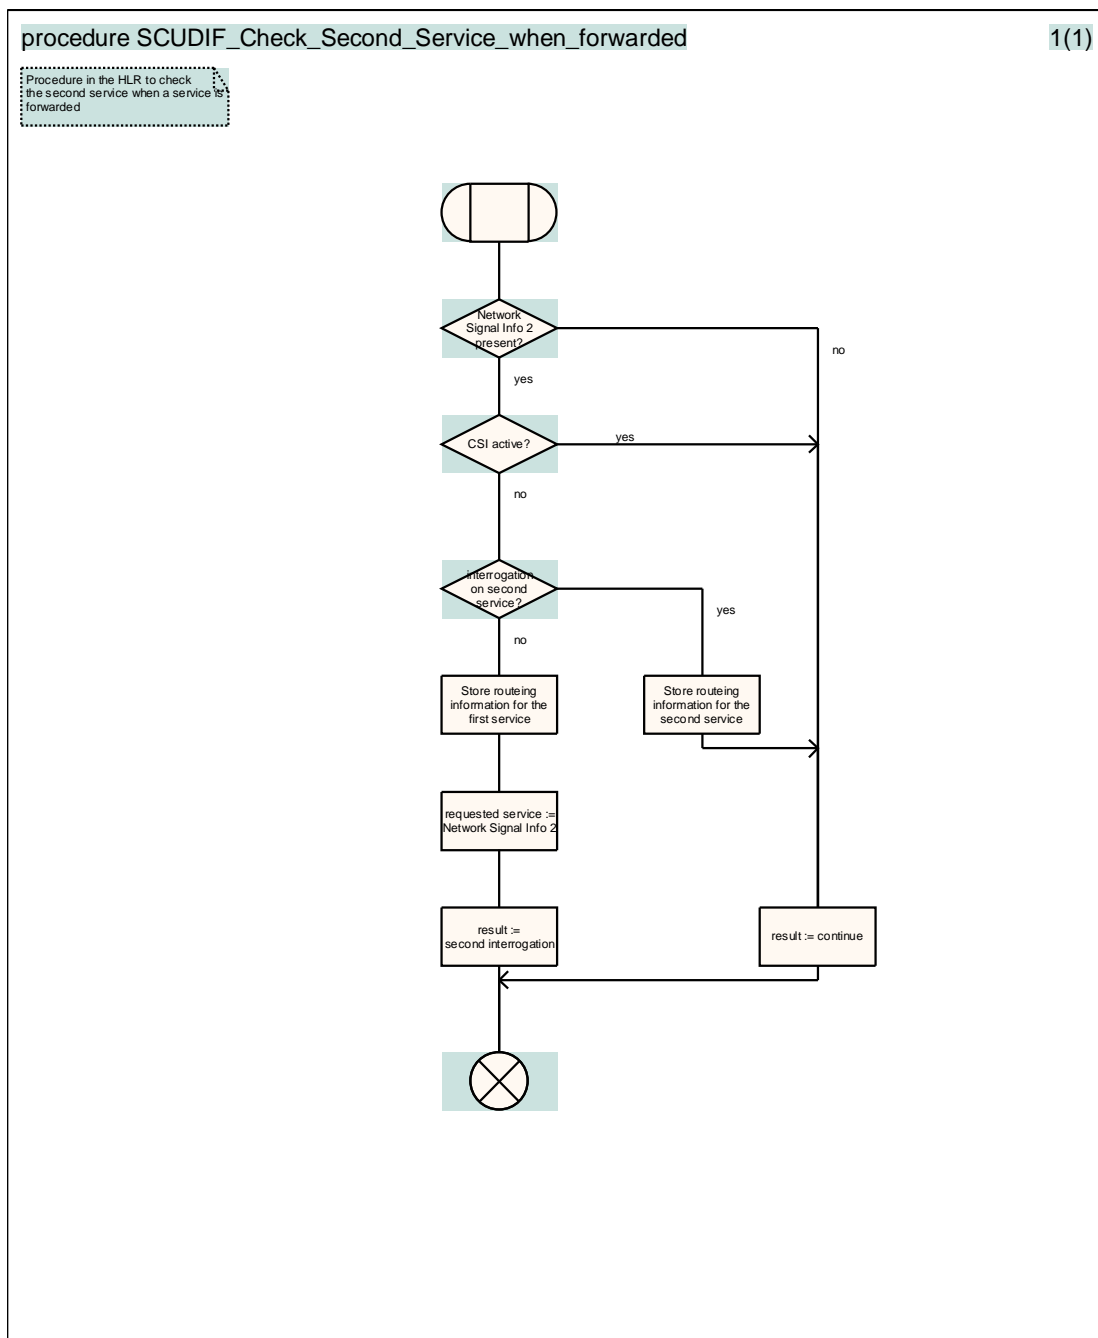 procedure SCUDIF_Check_Second_Service_when_forwarded
1(1)
Procedure in the HLR to check
the second service when a service is
forwarded
Network
Signal Info 2
present?
no
yes
CSI active?
yes
no
interrogation
on second
service?
yes
no
Store routeing
information for the
first service
Store routeing
information for the
second service
requested service :=
Network Signal Info 2
result :=
second interrogation
result := continue